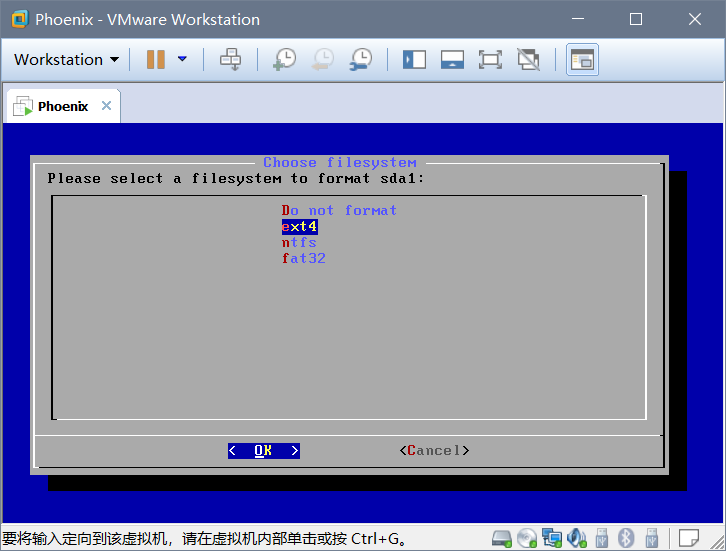 Phoenix - VMware Workstation
Workstation
Phoenix
Choose filesystem
Please select a filesystem to format sda1:
Do not format
ext4
ntfs
fat32
< OK > <Cancel>
要将输入定向到该虚拟机，请在虚拟机内部单击或按 Ctrl+G。